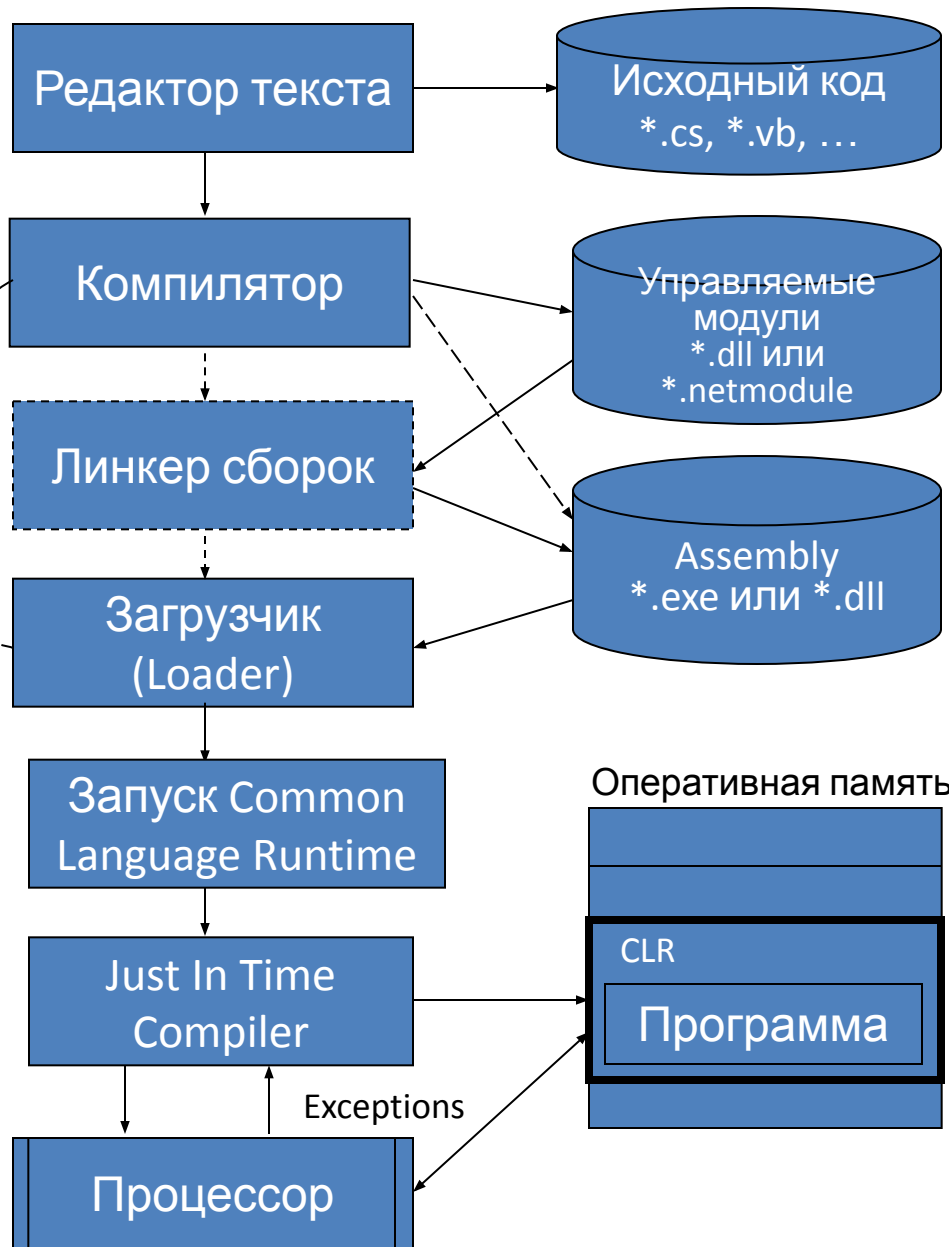 Редактор текста
Исходный код
*.cs, *.vb, …
Компилятор
Управляемые
модули
*.dll или
*.netmodule
Линкер сборок
Assembly
*.exe или *.dll
Загрузчик
(Loader)
Запуск Common
Language Runtime
Оперативная память
Just In Time
Compiler
CLR
Программа
Exceptions
Процессор